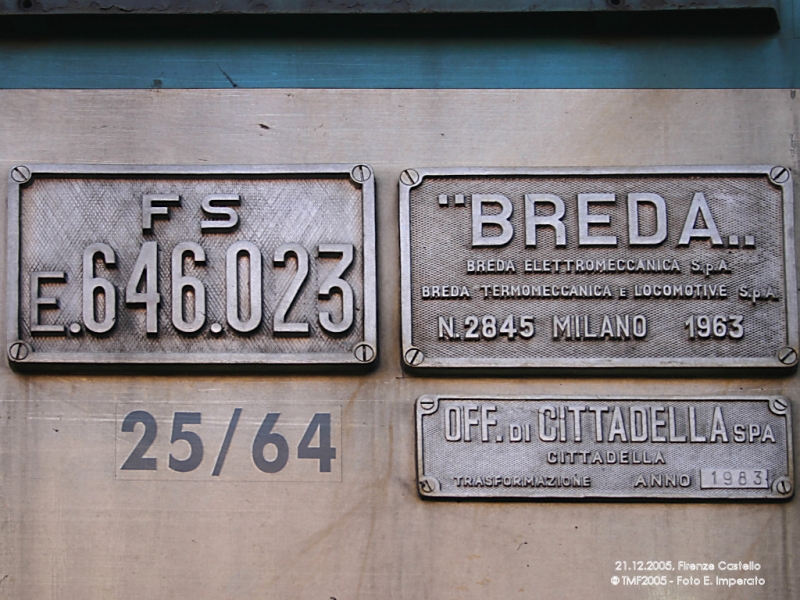 FS
E.646.023
"BREDA„
BREDA ELETTROMECCANICA S.p.A.
BREDA TERMOMECCANICA E LOCOMOTIVE S.p.A.
N.2845 MILANO 1963
25/64
OFF. DI CITTADELLA SPA
CITTADELLA
TRASFORMAZIONE ANNO 1983
21.12.2005, Firenze Castello
© TMF2005 - Foto E. Imperato